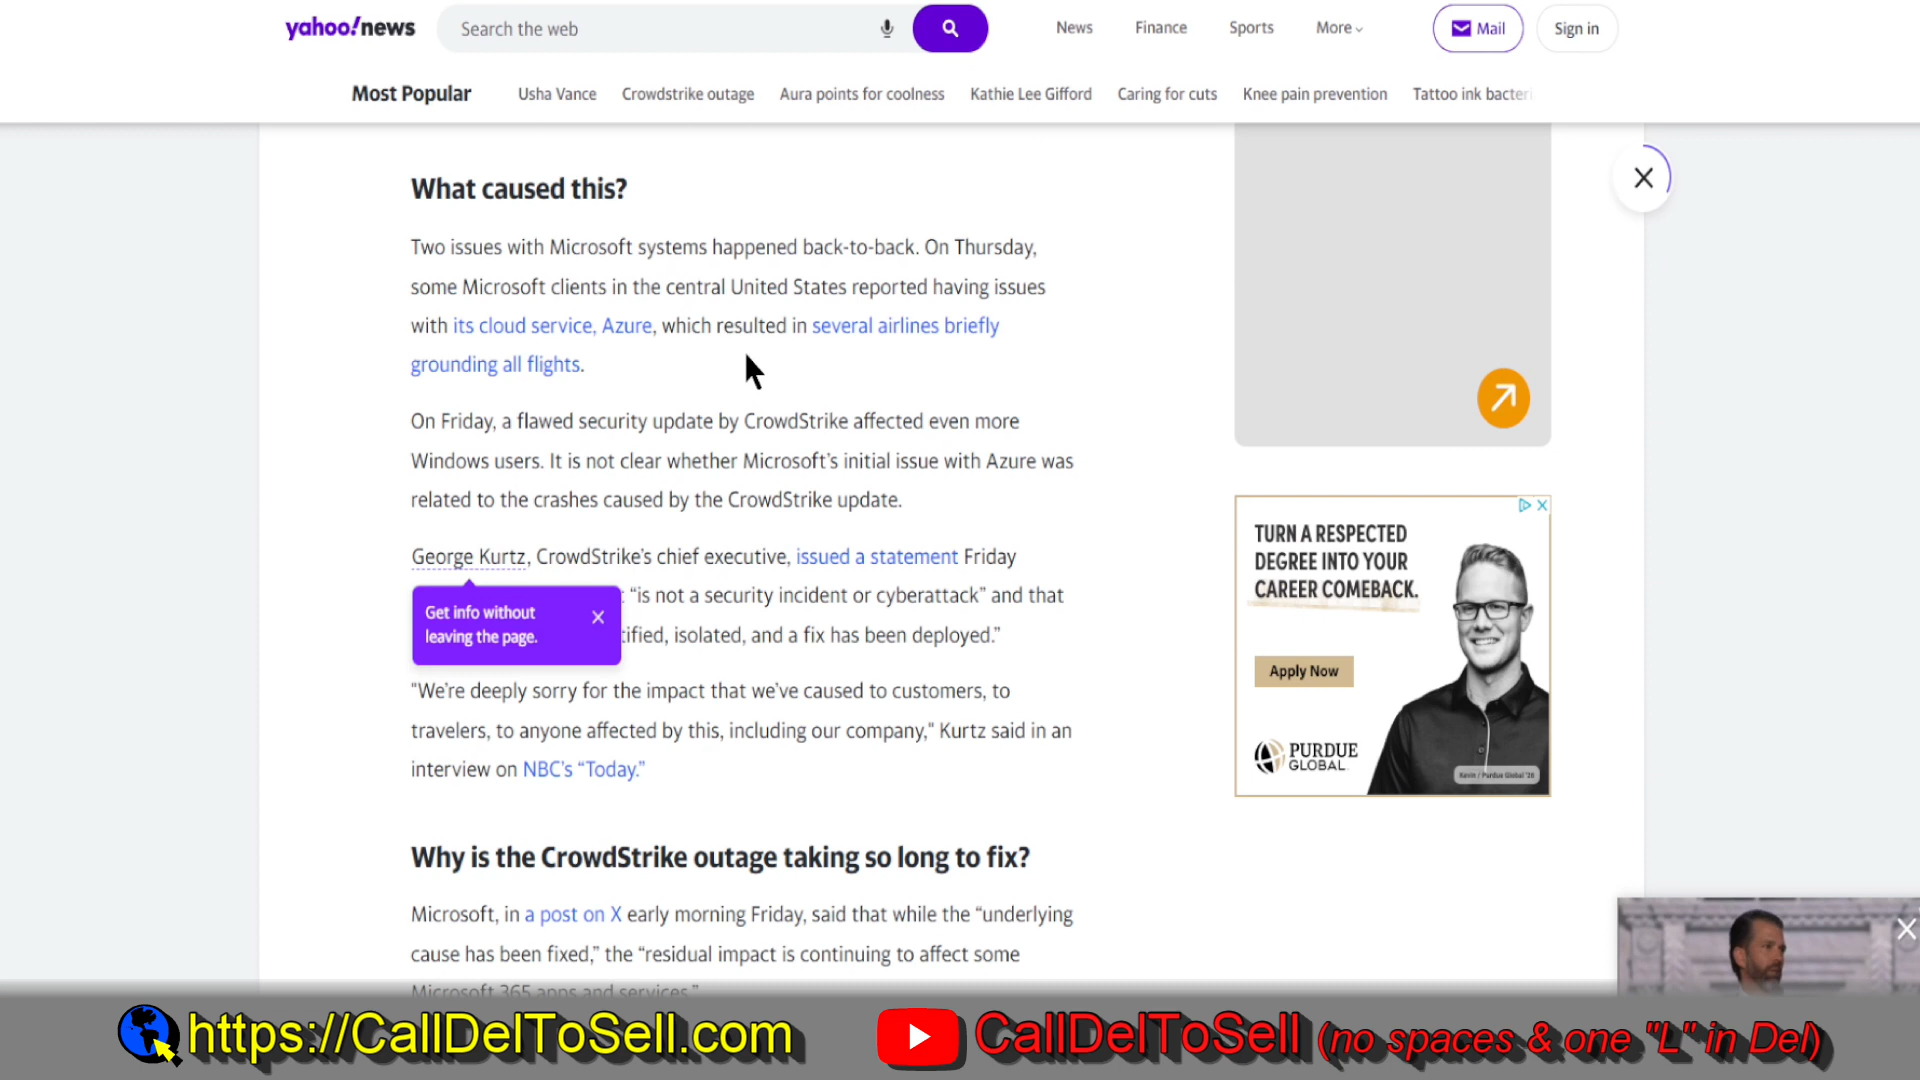 yahoo!news
Search the web
News
Finance
Sports
More
Mail
Sign in
Most Popular
Usha Vance
Crowdstrike outage
Aura points for coolness
Kathie Lee Gifford
Caring for cuts
Knee pain prevention
Tattoo ink bacteri
What caused this?
Two issues with Microsoft systems happened back-to-back. On Thursday,
some Microsoft clients in the central United States reported having issues
with its cloud service, Azure, which resulted in several airlines briefly
grounding all flights.
On Friday, a flawed security update by CrowdStrike affected even more
Windows users. It is not clear whether Microsoft's initial issue with Azure was
related to the crashes caused by the CrowdStrike update.
George Kurtz, CrowdStrike's chief executive, issued a statement Friday
“is not a security incident or cyberattack” and that
tified, isolated, and a fix has been deployed.”
Get info without
leaving the page.
"We're deeply sorry for the impact that we've caused to customers, to
travelers, to anyone affected by this, including our company," Kurtz said in an
interview on NBC's “Today.”
Why is the CrowdStrike outage taking so long to fix?
Microsoft, in a post on X early morning Friday, said that while the “underlying
cause has been fixed,” the “residual impact is continuing to affect some
Microsoft 365 apps and services.”
TURN A RESPECTED
DEGREE INTO YOUR
CAREER COMEBACK.
Apply Now
PURDUE
GLOBAL
Kevin / Purdue Global
https://CallDelToSell.com
CallDelToSell (no spaces & one "L" in Del)